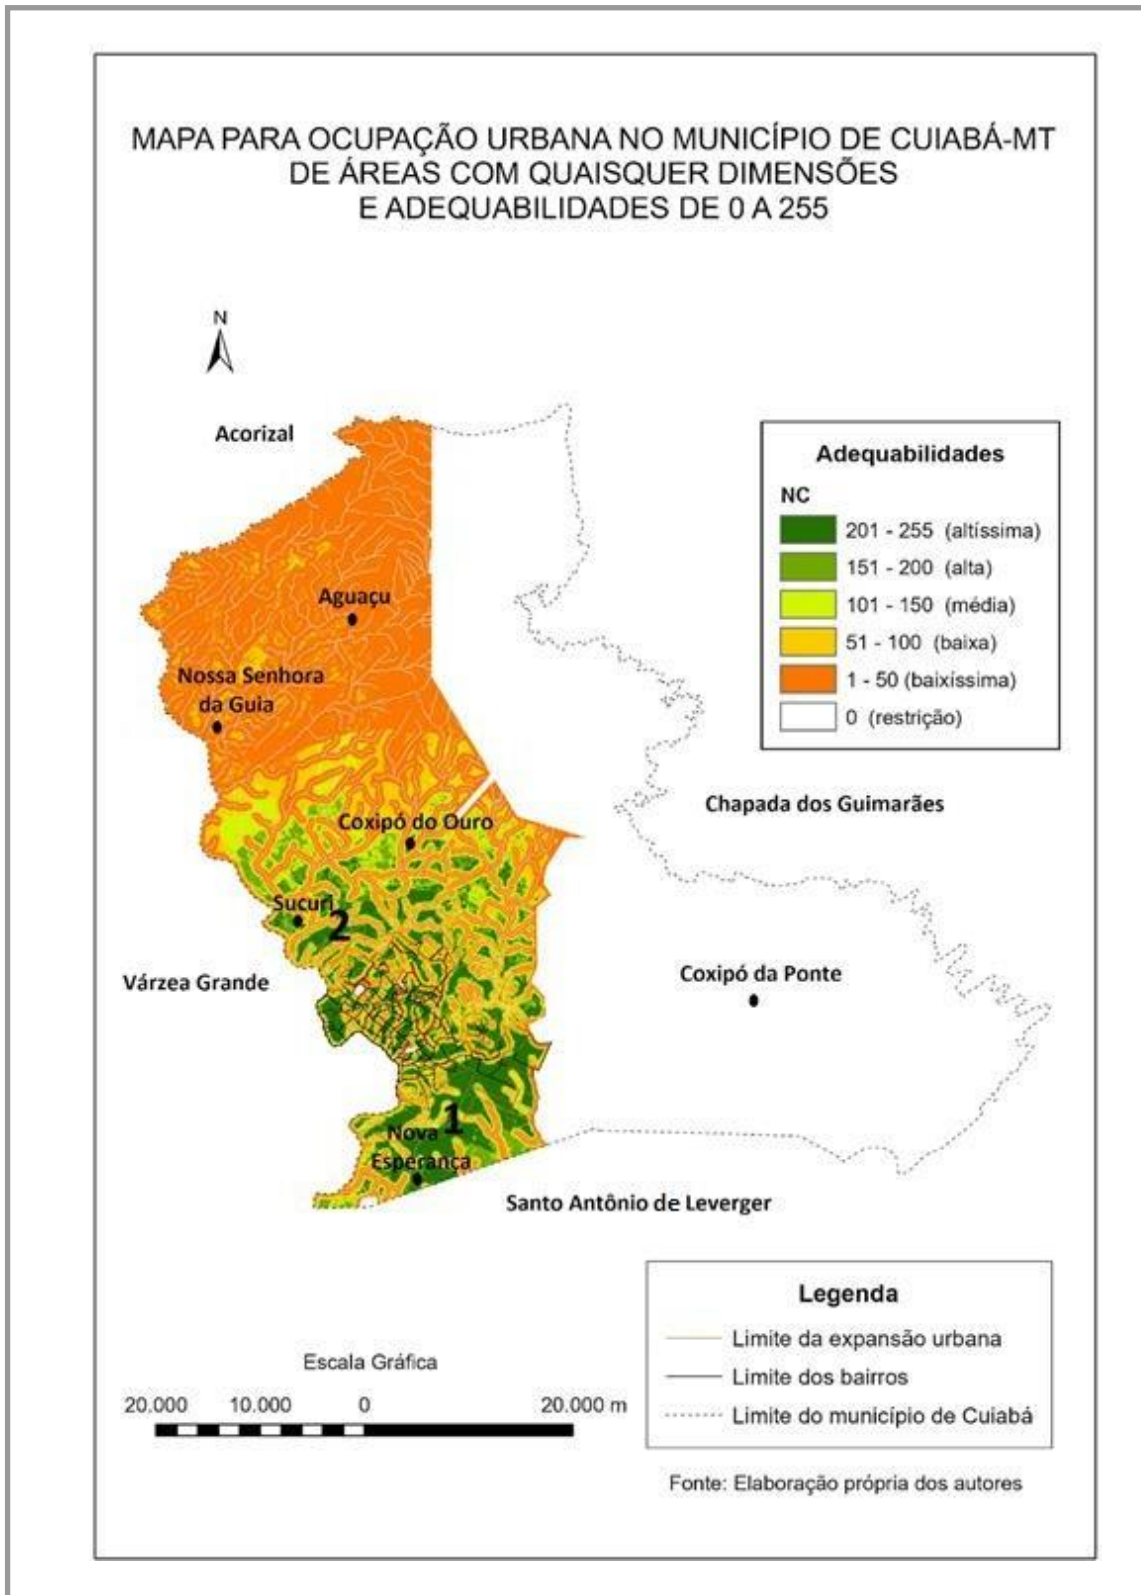 MAPA PARA OCUPAÇÃO URBANA NO MUNICÍPIO DE CUIABÁ-MT
DE ÁREAS COM QUAISQUER DIMENSÕES
E ADEQUABILIDADES DE 0 A 255
N
Acorizal
Adequabilidades
NC
201 - 255 (altíssima)
151 - 200 (alta)
101 - 150 (média)
51 - 100 (baixa)
1 - 50 (baixíssima)
0 (restrição)
Aguaçu
Nossa Senhora
da Guia
Chapada dos Guimarães
Coxipó do Ouro
Sucuri
2
Várzea Grande
Coxipó da Ponte
1
Nova
Esperança
Santo Antônio de Leverger
Legenda
Limite da expansão urbana
Limite dos bairros
Limite do município de Cuiabá
Escala Gráfica
20.000 10.000 0 20.000 m
Fonte: Elaboração própria dos autores